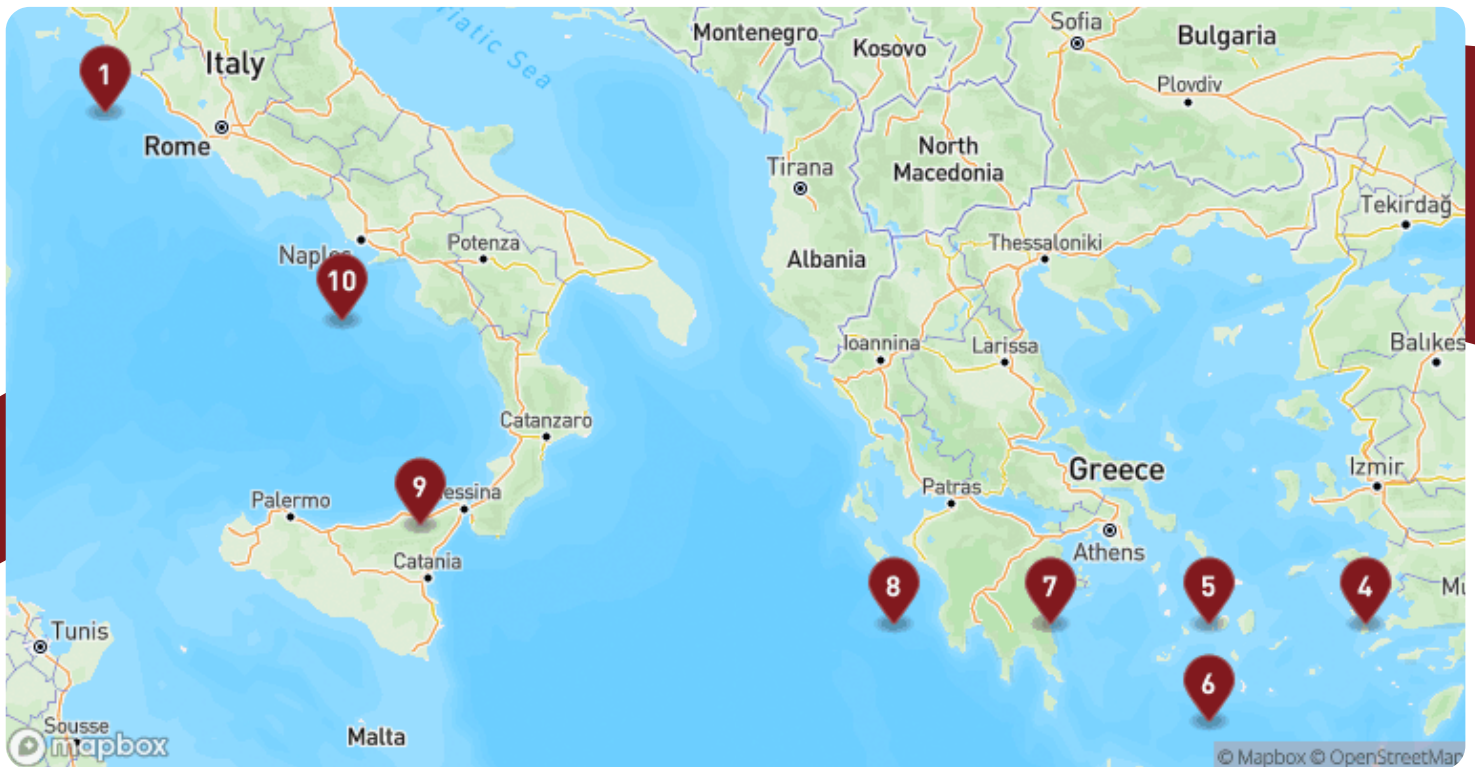 Montenegro
Sofia
Bulgaria
Kosovo
Italy
1
riatic Sea
Plovdiv
Rome
North
Macedonia
Tirana
Tekirdağ
Naples
Potenza
Albania
Thessaloniki
10
Ioannina
Larissa
Balıkes
Catanzaro
Izmir
Greece
9
essina
Palermo
Patras
Athens
Catania
8
7
5
4
Mu
Tunis
6
Sousse
Malta
mapbox
© Mapbox © OpenStreetMap